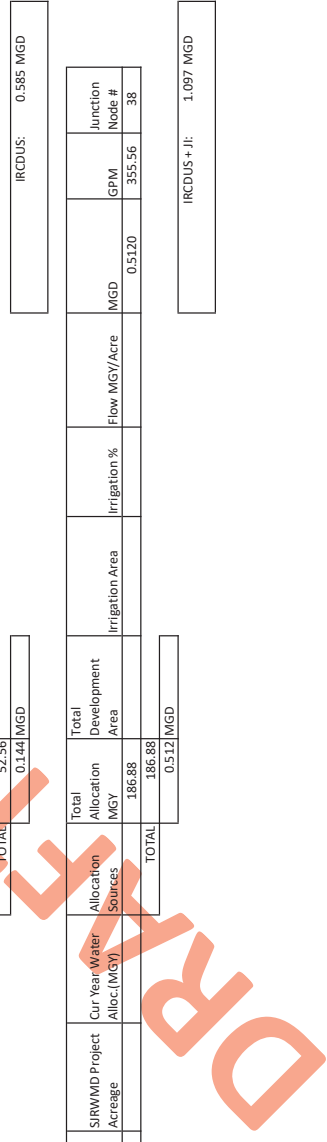 TOTAL 52.56
0.144 MGD
IRCDUS: 0.585 MGD
SJRWMD Project Acreage
Cur Year Water Alloc.(MGY)
Allocation Sources
Total Allocation MGY
Total Development Area
Irrigation Area
Irrigation %
Flow MGY/Acre
MGD
GPM
Junction Node #
186.88 0.5120 355.56 38
TOTAL 186.88
0.512 MGD
IRCDUS + JI: 1.097 MGD
DRAFT